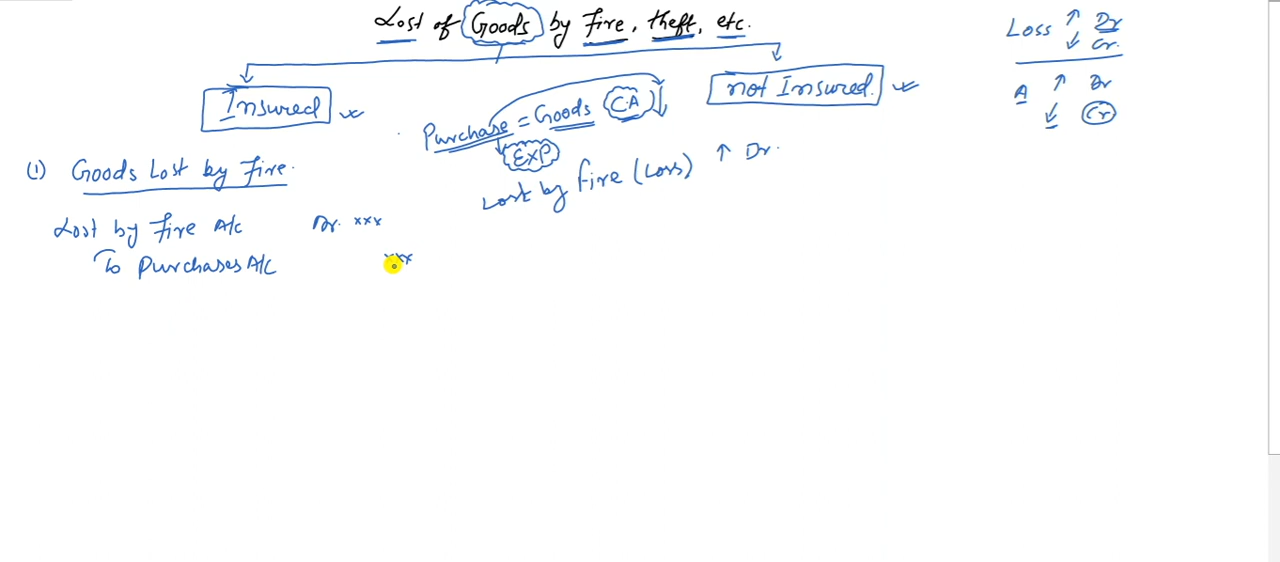 Lost of Goods by Fire, theft, etc.
Loss ↑ Dr
↓ Cr.
A ↑ Dr
↓ Cr
Insured
not Insured.
Purchase = Goods (CA) ↓
EXP
Lost by fire (Loss) ↑ Dr.
(1) Goods Lost by Fire.
Lost by Fire A/c Dr. xxx
To Purchases A/c xxx